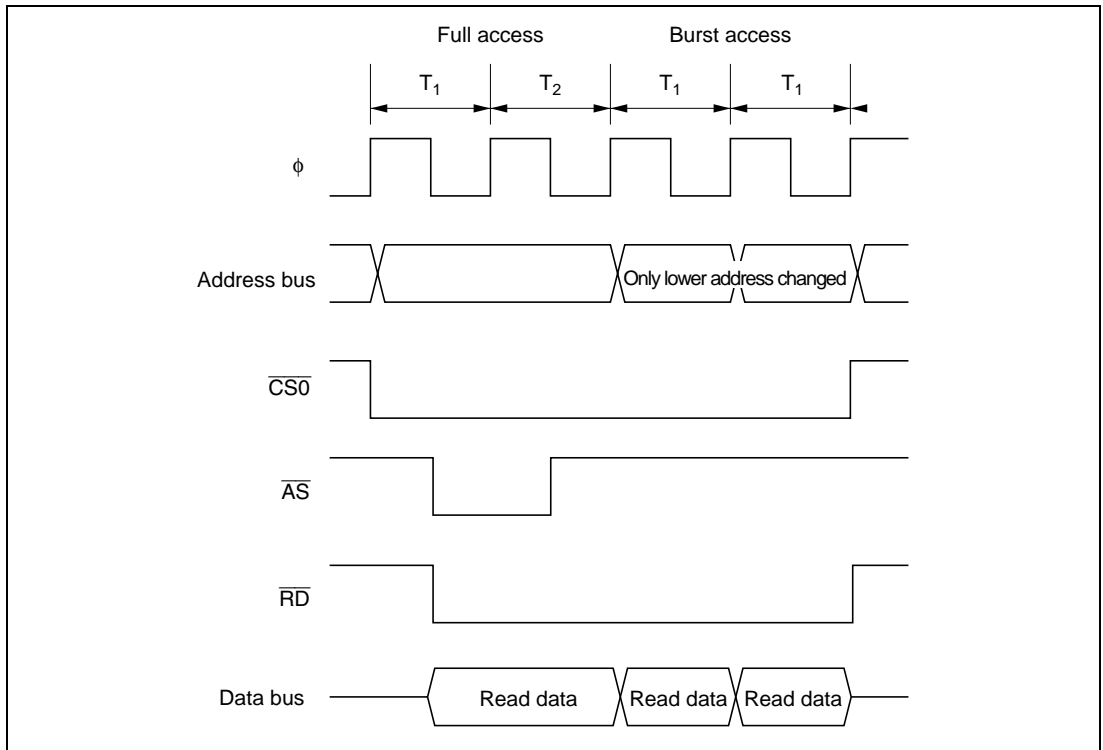 Full access Burst access
T1 T2 T1 T1
ϕ
Address bus Only lower address changed
CS0
AS
RD
Data bus Read data Read data Read data